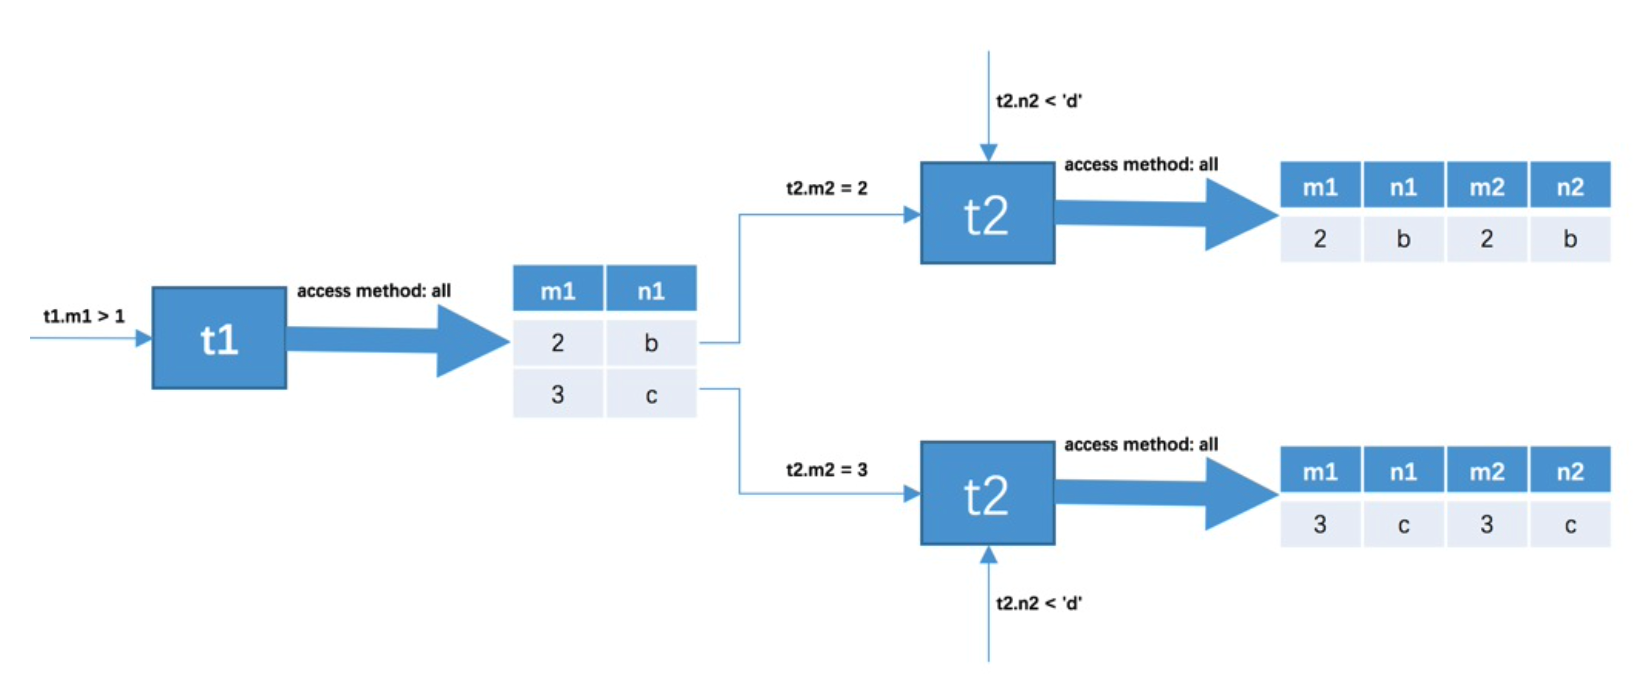 t1.m1 > 1
t1
access method: all
m1 n1
2 b
3 c
t2.m2 = 2
t2.n2 < 'd'
t2
access method: all
m1 n1 m2 n2
2 b 2 b
t2.m2 = 3
t2
access method: all
m1 n1 m2 n2
3 c 3 c
t2.n2 < 'd'